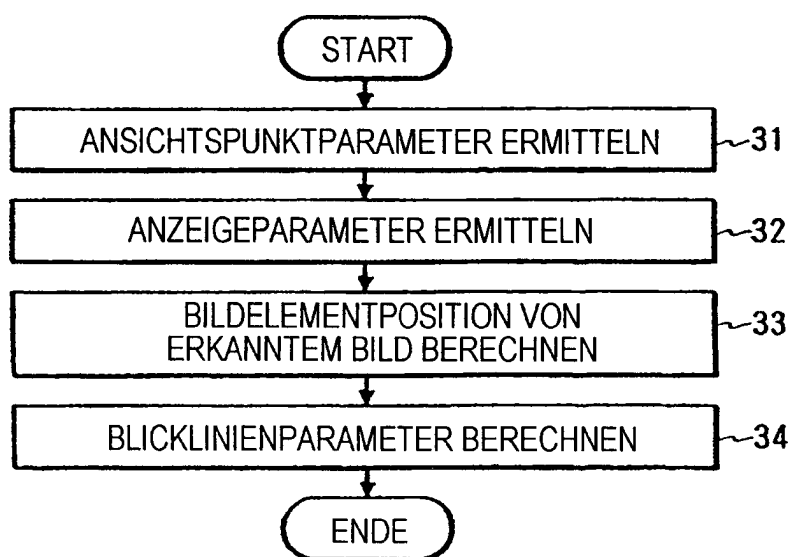 START
ANSICHTSPUNKTPARAMETER ERMITTELN
31
ANZEIGEPARAMETER ERMITTELN
32
BILDELEMENTPOSITION VON
ERKANNTEM BILD BERECHNEN
33
BLICKLINIENPARAMETER BERECHNEN
34
ENDE